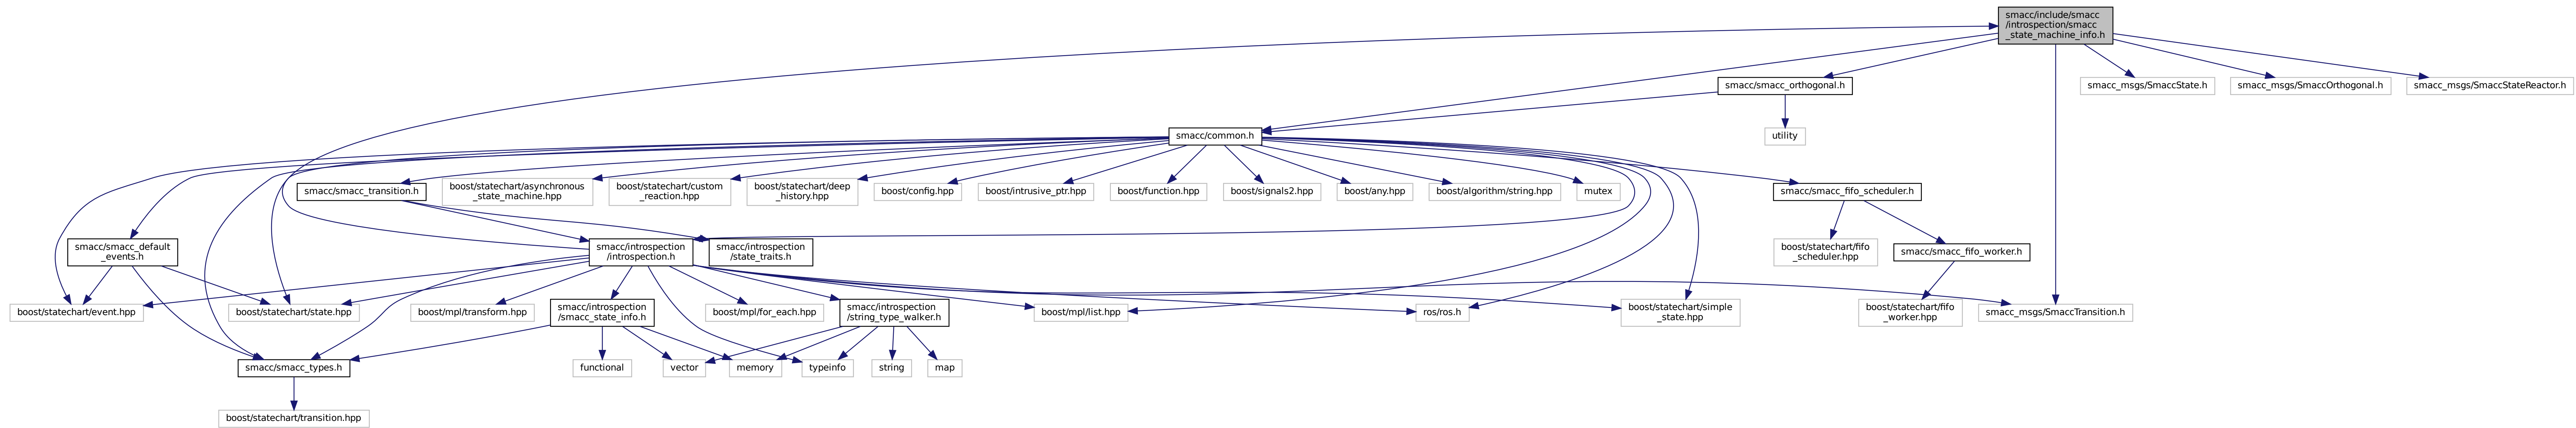 smacc/include/smacc
/introspection/smacc
_state_machine_info.h
smacc/smacc_orthogonal.h
smacc_msgs/SmaccState.h
smacc_msgs/SmaccOrthogonal.h
smacc_msgs/SmaccStateReactor.h
smacc/common.h
utility
smacc/smacc_transition.h
boost/statechart/asynchronous
_state_machine.hpp
boost/statechart/custom
_reaction.hpp
boost/statechart/deep
_history.hpp
boost/config.hpp
boost/intrusive_ptr.hpp
boost/function.hpp
boost/signals2.hpp
boost/any.hpp
boost/algorithm/string.hpp
mutex
smacc/smacc_fifo_scheduler.h
smacc/smacc_default
_events.h
smacc/introspection
/introspection.h
smacc/introspection
/state_traits.h
boost/statechart/fifo
_scheduler.hpp
smacc/smacc_fifo_worker.h
boost/statechart/event.hpp
boost/statechart/state.hpp
boost/mpl/transform.hpp
smacc/introspection
/smacc_state_info.h
boost/mpl/for_each.hpp
smacc/introspection
/string_type_walker.h
boost/mpl/list.hpp
ros/ros.h
boost/statechart/simple
_state.hpp
boost/statechart/fifo
_worker.hpp
smacc_msgs/SmaccTransition.h
smacc/smacc_types.h
functional
vector
memory
typeinfo
string
map
boost/statechart/transition.hpp